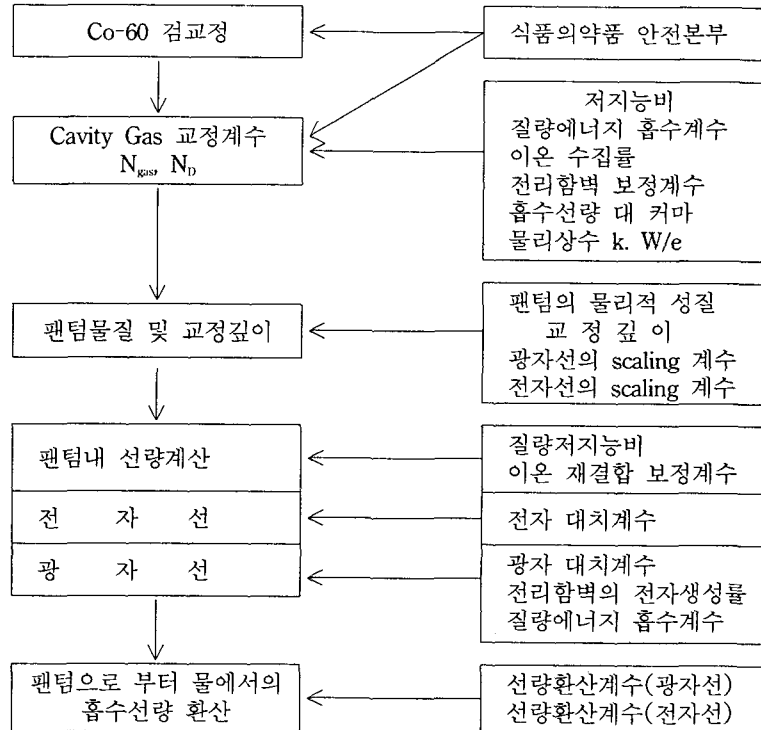 Co-60 검교정
식품의약품 안전본부
Cavity Gas 교정계수
N_gas, N_D
저지능비
질량에너지 흡수계수
이온 수집률
전리함벽 보정계수
흡수선량 대 커마
물리상수 k. W/e
팬텀물질 및 교정깊이
팬텀의 물리적 성질
교 정 깊 이
광자선의 scaling 계수
전자선의 scaling 계수
팬텀내 선량계산
질량저지능비
이온 재결합 보정계수
전 자 선
전자 대치계수
광 자 선
광자 대치계수
전리함벽의 전자생성률
질량에너지 흡수계수
팬텀으로 부터 물에서의
흡수선량 환산
선량환산계수(광자선)
선량환산계수(전자선)